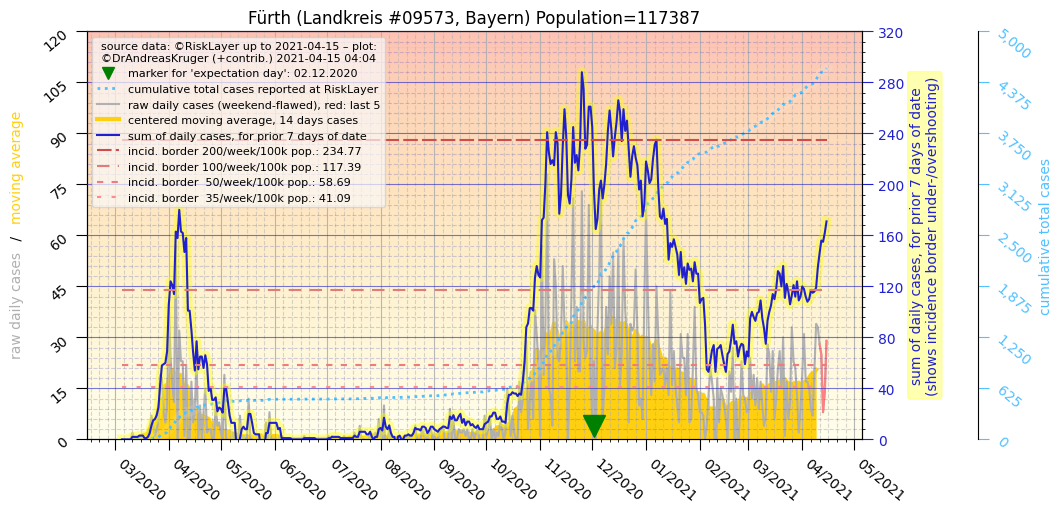 Fürth (Landkreis #09573, Bayern) Population=117387
source data: ©RiskLayer up to 2021-04-15 – plot:
©DrAndreasKruger (+contrib.) 2021-04-15 04:04
marker for 'expectation day': 02.12.2020
cumulative total cases reported at RiskLayer
raw daily cases (weekend-flawed), red: last 5
centered moving average, 14 days cases
sum of daily cases, for prior 7 days of date
incid. border 200/week/100k pop.: 234.77
incid. border 100/week/100k pop.: 117.39
incid. border  50/week/100k pop.: 58.69
incid. border  35/week/100k pop.: 41.09
raw daily cases / moving average
120
105
90
75
60
45
30
15
0
03/2020
04/2020
05/2020
06/2020
07/2020
08/2020
09/2020
10/2020
11/2020
12/2020
01/2021
02/2021
03/2021
04/2021
05/2021
320
280
240
200
160
120
80
40
0
sum of daily cases, for prior 7 days of date
(shows incidence border under-/overshooting)
5,000
4,375
3,750
3,125
2,500
1,875
1,250
625
0
cumulative total cases